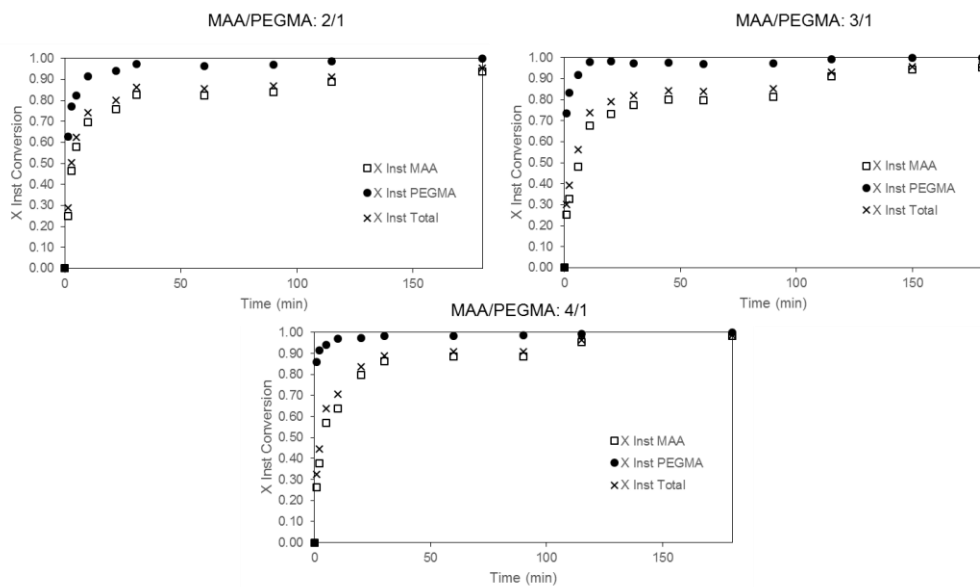 MAA/PEGMA: 2/1
X Inst Conversion
1.00
0.90
0.80
0.70
0.60
0.50
0.40
0.30
0.20
0.10
0.00
0 50 100 150
Time (min)
X Inst MAA
X Inst PEGMA
X Inst Total
MAA/PEGMA: 3/1
X Inst Conversion
1.00
0.90
0.80
0.70
0.60
0.50
0.40
0.30
0.20
0.10
0.00
0 50 100 150
Time (min)
X Inst MAA
X Inst PEGMA
X Inst Total
MAA/PEGMA: 4/1
X Inst Conversion
1.00
0.90
0.80
0.70
0.60
0.50
0.40
0.30
0.20
0.10
0.00
0 50 100 150
Time (min)
X Inst MAA
X Inst PEGMA
X Inst Total